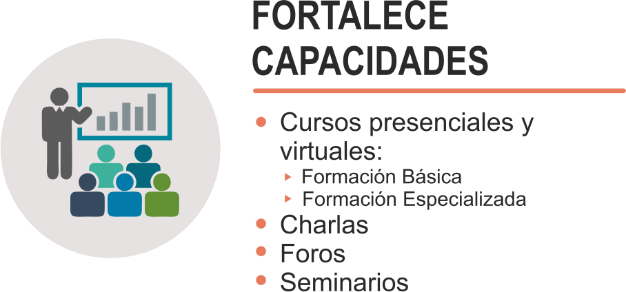 FORTALECE
CAPACIDADES
• Cursos presenciales y
virtuales:
▸ Formación Básica
▸ Formación Especializada
• Charlas
• Foros
• Seminarios